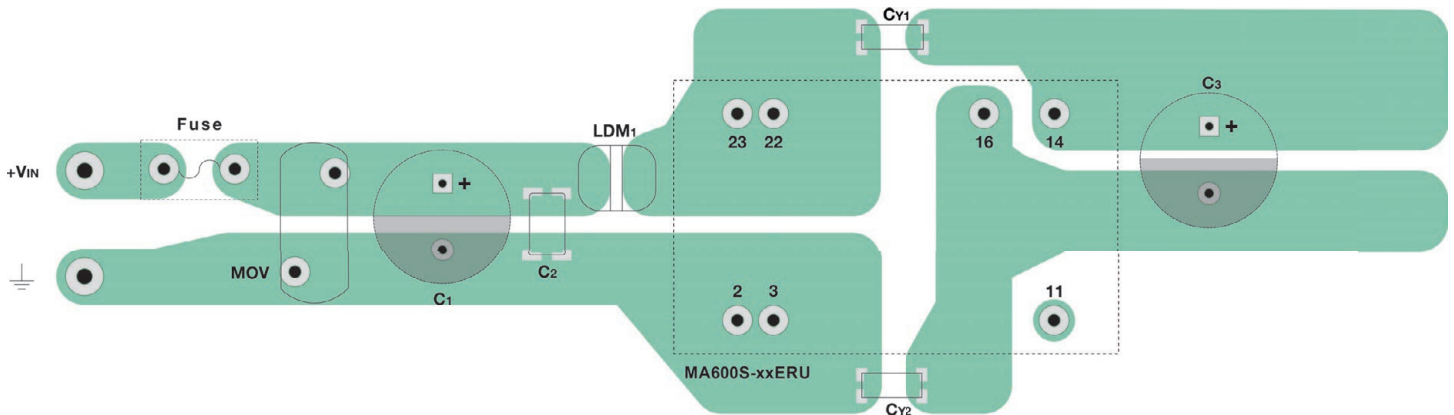 CY1
C3
Fuse
LDM1
+
23 22
16 14
+VIN
+
MOV
C2
C1
2 3
11
MA600S-xxERU
CY2